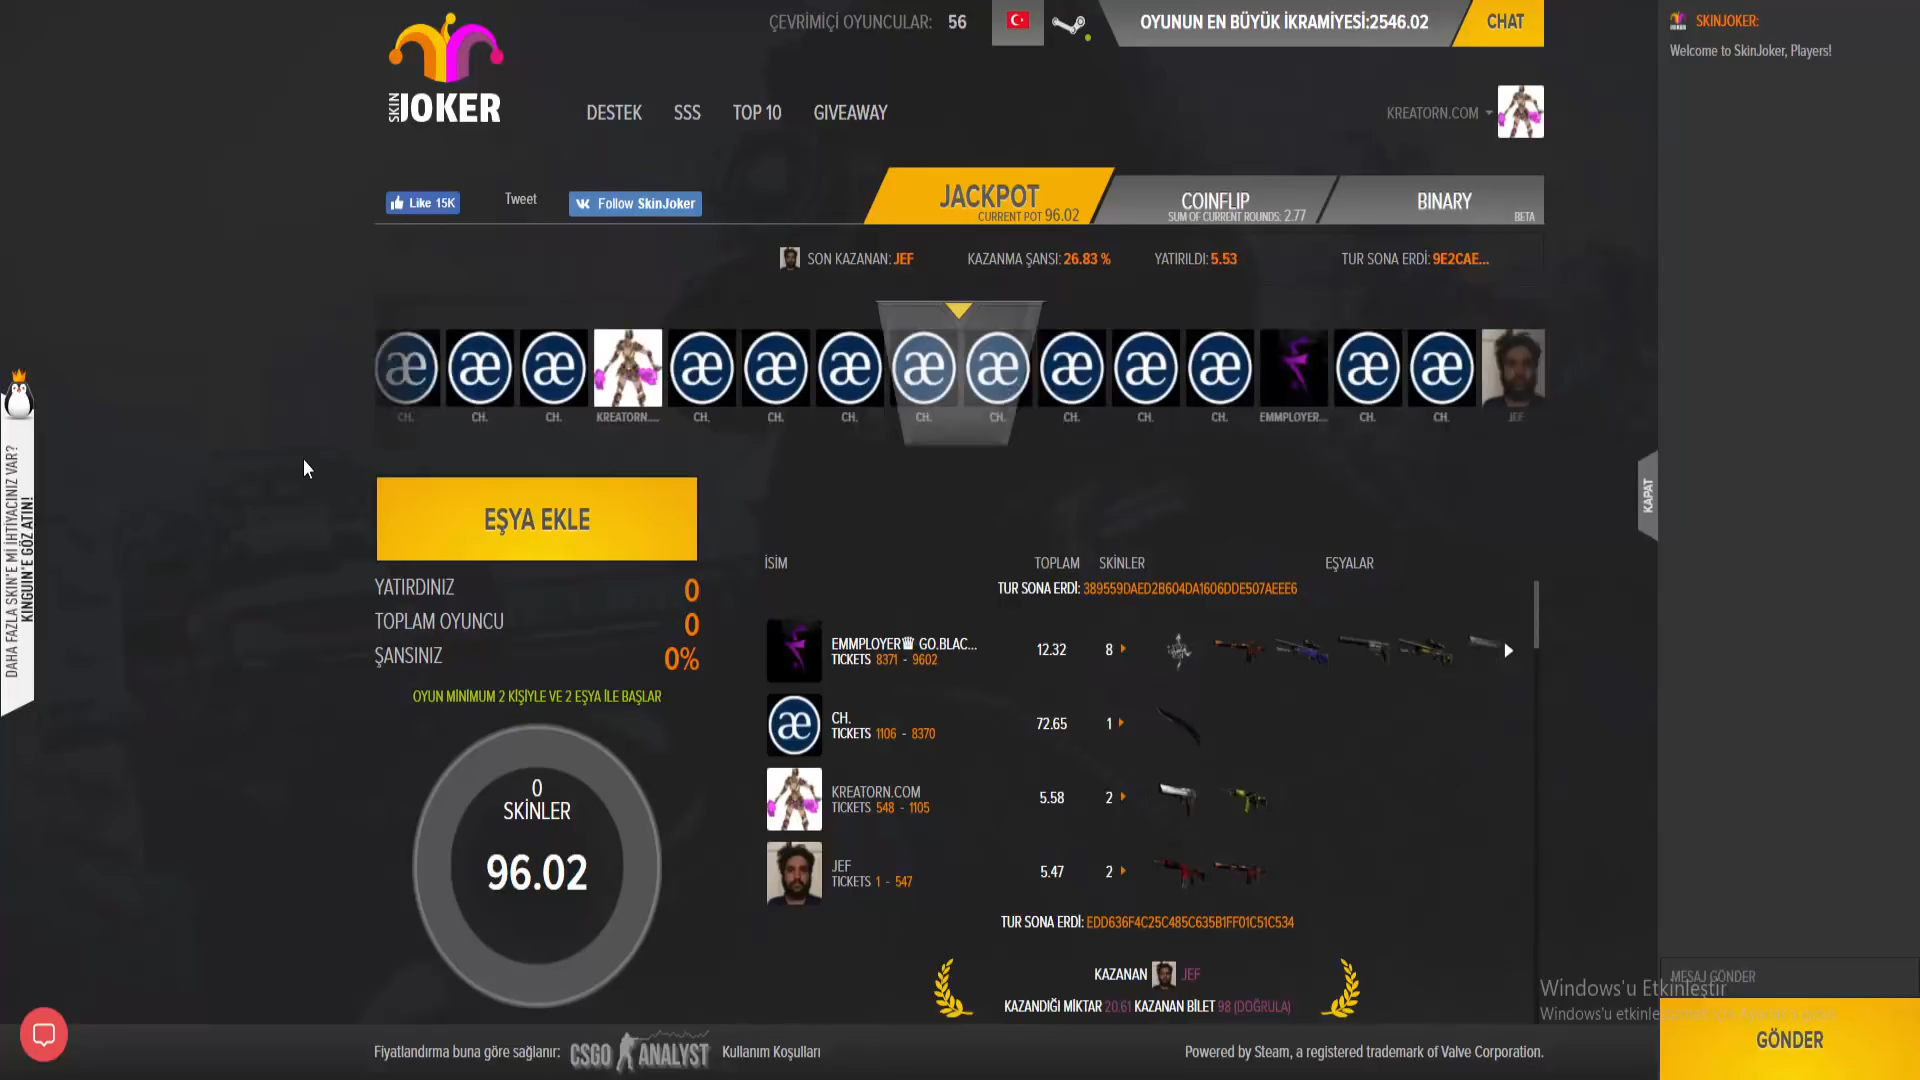 ÇEVRİMİÇİ OYUNCULAR: 56
OYUNUN EN BÜYÜK İKRAMİYESİ:2546.02
CHAT
SKINJOKER:
Welcome to SkinJoker, Players!
SKIN JOKER
DESTEK
SSS
TOP 10
GIVEAWAY
KREATORN.COM
Like 15K
Tweet
Follow SkinJoker
JACKPOT
CURRENT POT 96.02
COINFLIP
SUM OF CURRENT ROUNDS: 2.77
BINARY
BETA
SON KAZANAN: JEF
KAZANMA ŞANSI: 26.83 %
YATIRILDI: 5.53
TUR SONA ERDİ: 9E2CAE...
æ æ æ æ æ æ æ æ æ æ æ æ æ
CH. CH. CH. KREATORN.... CH. CH. CH. CH. CH. CH. CH. CH. EMMPLOYER... CH. CH. JEF
DAHA FAZLA SKIN'E Mİ İHTİYACINIZ VAR?
KINGUIN'E GÖZ ATIN!
KAPAT
EŞYA EKLE
YATIRDINIZ 0
TOPLAM OYUNCU 0
ŞANSINIZ 0%
OYUN MİNİMUM 2 KİŞİYLE VE 2 EŞYA İLE BAŞLAR
0
SKİNLER
96.02
İSİM TOPLAM SKİNLER EŞYALAR
TUR SONA ERDİ: 389559DAED2B604DA1606DDE507AEEE6
EMMPLOYER♛ GO.BLAC...
TICKETS 8371 - 9602
12.32 8
æ
CH.
TICKETS 1106 - 8370
72.65 1
KREATORN.COM
TICKETS 548 - 1105
5.58 2
JEF
TICKETS 1 - 547
5.47 2
TUR SONA ERDİ: EDD636F4C25C485C635B1FF01C51C534
KAZANAN JEF
KAZANDIĞI MİKTAR 20.61 KAZANAN BİLET 98 (DOĞRULA)
MESAJ GÖNDER
Windows'u Etkinleştir
GÖNDER
Fiyatlandırma buna göre sağlanır: CSGO ANALYST Kullanım Koşulları
Powered by Steam, a registered trademark of Valve Corporation.